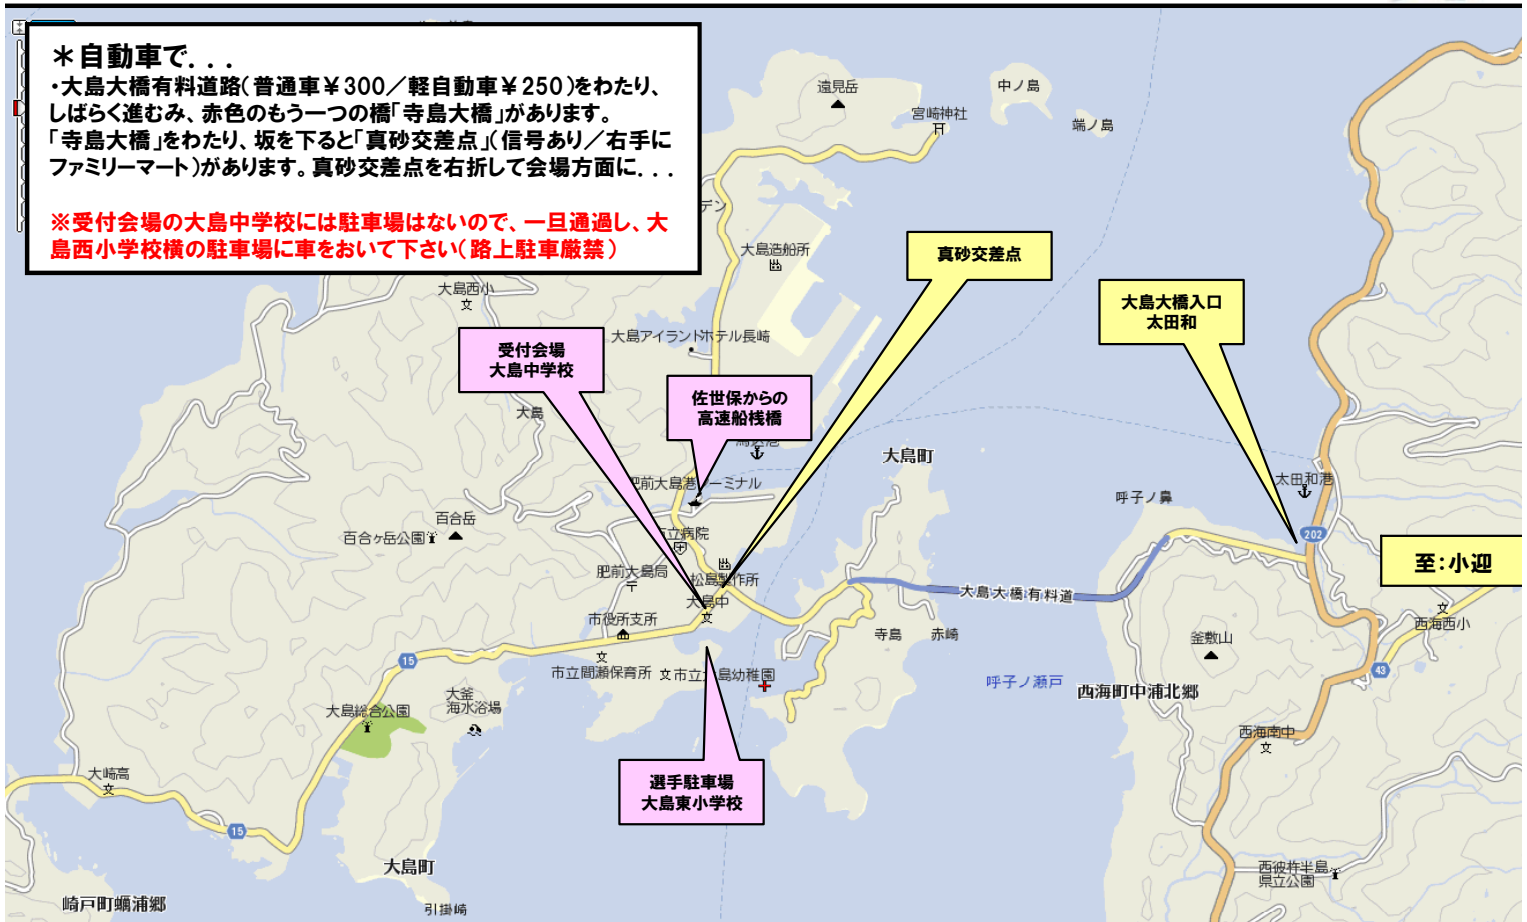 ＊自動車で．．．
・大島大橋有料道路（普通車￥300／軽自動車￥250）をわたり、
しばらく進むみ、赤色のもう一つの橋「寺島大橋」があります。
「寺島大橋」をわたり、坂を下ると「真砂交差点」（信号あり／右手に
ファミリーマート）があります。真砂交差点を右折して会場方面に．．．
※受付会場の大島中学校には駐車場はないので、一旦通過し、大
島西小学校横の駐車場に車をおいて下さい（路上駐車厳禁）
遠見岳
中ノ島
宮崎神社
端ノ島
デン
大島造船所
真砂交差点
大島西小
文
大島大橋入口
太田和
大島アイランドホテル長崎
受付会場
大島中学校
佐世保からの
高速船桟橋
大島
大島町
太田和港
呼子ノ鼻
肥前大島港ターミナル
百合岳
百合ヶ岳公園
立病院
202
至：小迎
肥前大島局
松島製作所
大島中
文
大島大橋有料道
市役所支所
寺島
赤崎
釜敷山
文
西海西小
15
文
市立間瀬保育所
文
市立大島幼稚園
43
呼子ノ瀬戸
西海町中浦北郷
大島総合公園
大釜
海水浴場
西海南中
文
選手駐車場
大島東小学校
大崎高
文
15
大島町
西彼杵半島
県立公園
崎戸町蠣浦郷
引掛崎